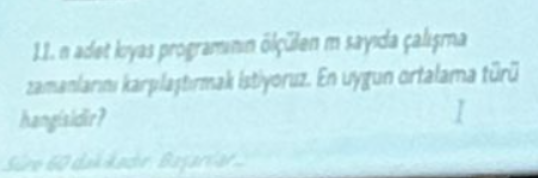 11. n adet kıyas programının ölçülen m sayıda çalışma
zamanlarını karşılaştırmak istiyoruz. En uygun ortalama türü
hangisidir?
Süre 60 dakikadır. Başarılar...